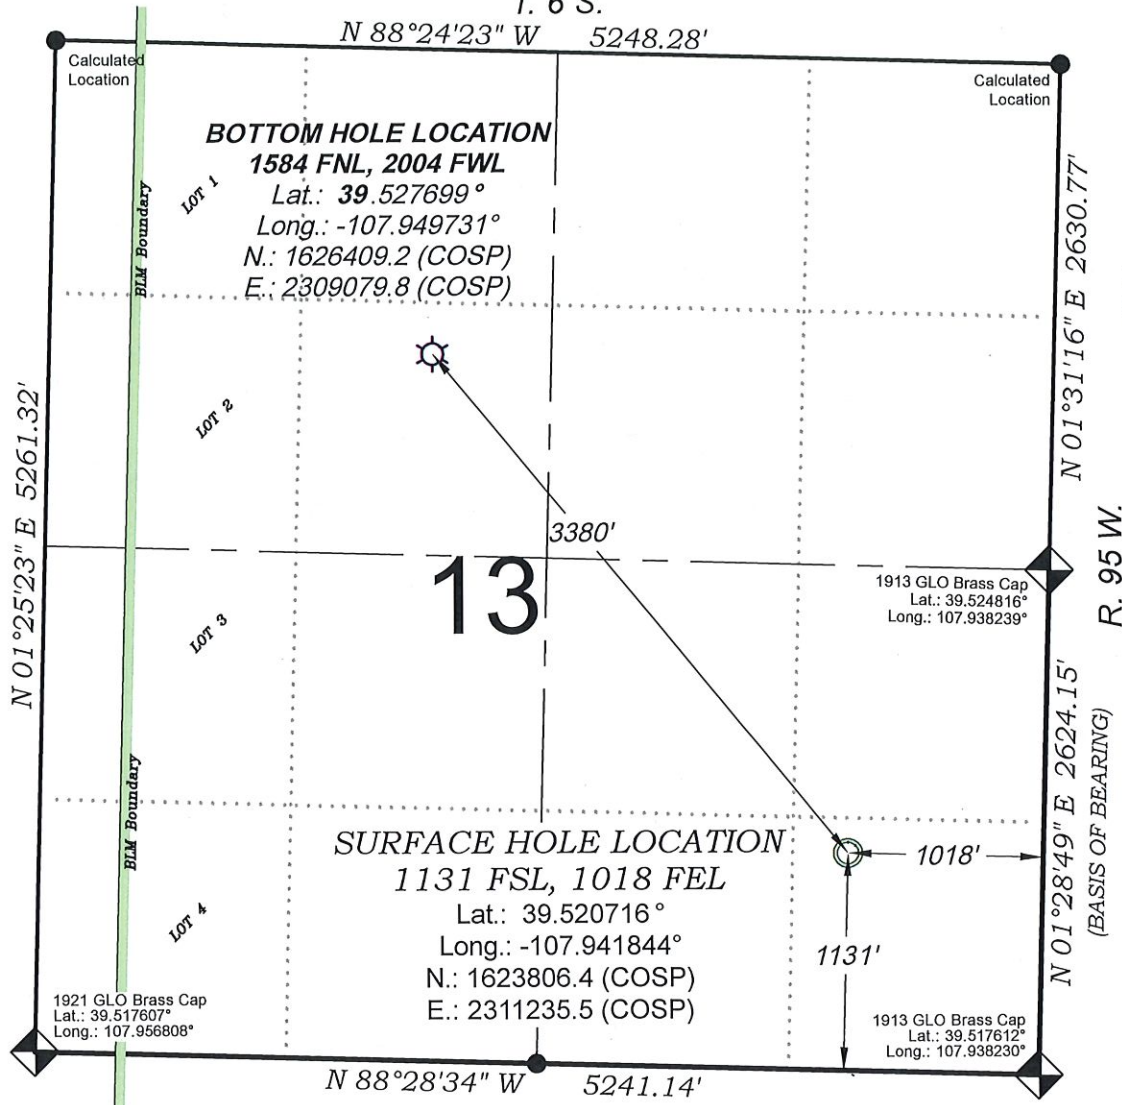 T. 6 S.
N 88°24'23" W 5248.28'
Calculated
Location
Calculated
Location
BOTTOM HOLE LOCATION
1584 FNL, 2004 FWL
Lat.: 39.527699°
Long.: -107.949731°
N.: 1626409.2 (COSP)
E.: 2309079.8 (COSP)
LOT 1
BLM Boundary
N 01°31'16" E 2630.77'
LOT 2
N 01°25'23" E 5261.32'
3380'
13
R. 95 W.
1913 GLO Brass Cap
Lat.: 39.524816°
Long.: 107.938239°
LOT 3
N 01°28'49" E 2624.15'
(BASIS OF BEARING)
BLM Boundary
SURFACE HOLE LOCATION
1131 FSL, 1018 FEL
Lat.: 39.520716°
Long.: -107.941844°
N.: 1623806.4 (COSP)
E.: 2311235.5 (COSP)
1018'
1131'
LOT 4
1921 GLO Brass Cap
Lat.: 39.517607°
Long.: 107.956808°
1913 GLO Brass Cap
Lat.: 39.517612°
Long.: 107.938230°
N 88°28'34" W 5241.14'